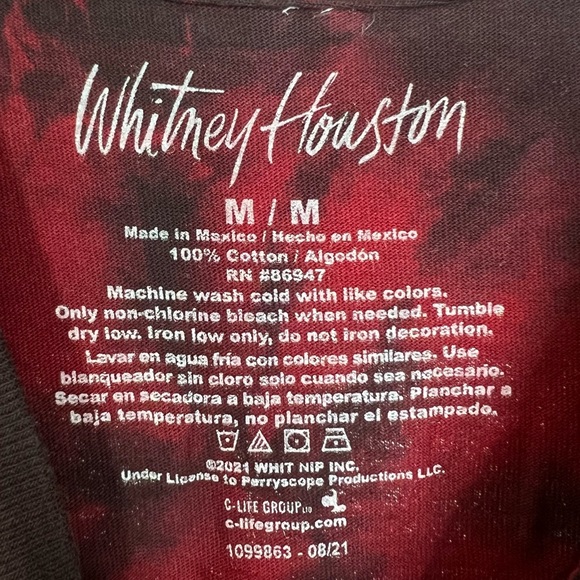 Whitney Houston
M / M
Made in Mexico / Hecho en Mexico
100% Cotton / Algodón
RN #86947
Machine wash cold with like colors.
Only non-chlorine bleach when needed. Tumble
dry low. Iron low only, do not iron decoration.
Lavar en agua fría con colores similares. Use
blanqueador sin cloro solo cuando sea necesario.
Secar en secadora a baja temperatura. Planchar a
baja temperatura, no planchar el estampado.
©2021 WHIT NIP INC.
Under License to Perryscope Productions LLC.
C-LIFE GROUP LTD
c-lifegroup.com
1099863 - 08/21